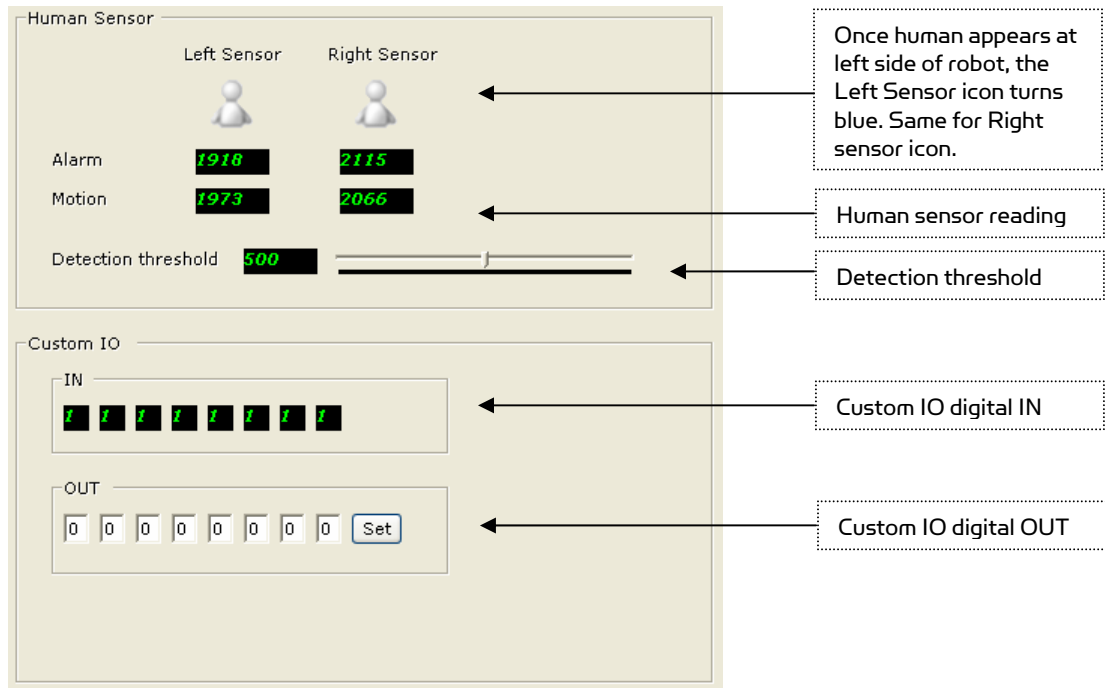 Human Sensor
Left Sensor Right Sensor
Alarm 1918 2115
Motion 1973 2066
Detection threshold 500
Once human appears at
left side of robot, the
Left Sensor icon turns
blue. Same for Right
sensor icon.
Human sensor reading
Detection threshold
Custom IO
IN
1 1 1 1 1 1 1 1
OUT
0 0 0 0 0 0 0 0 Set
Custom IO digital IN
Custom IO digital OUT